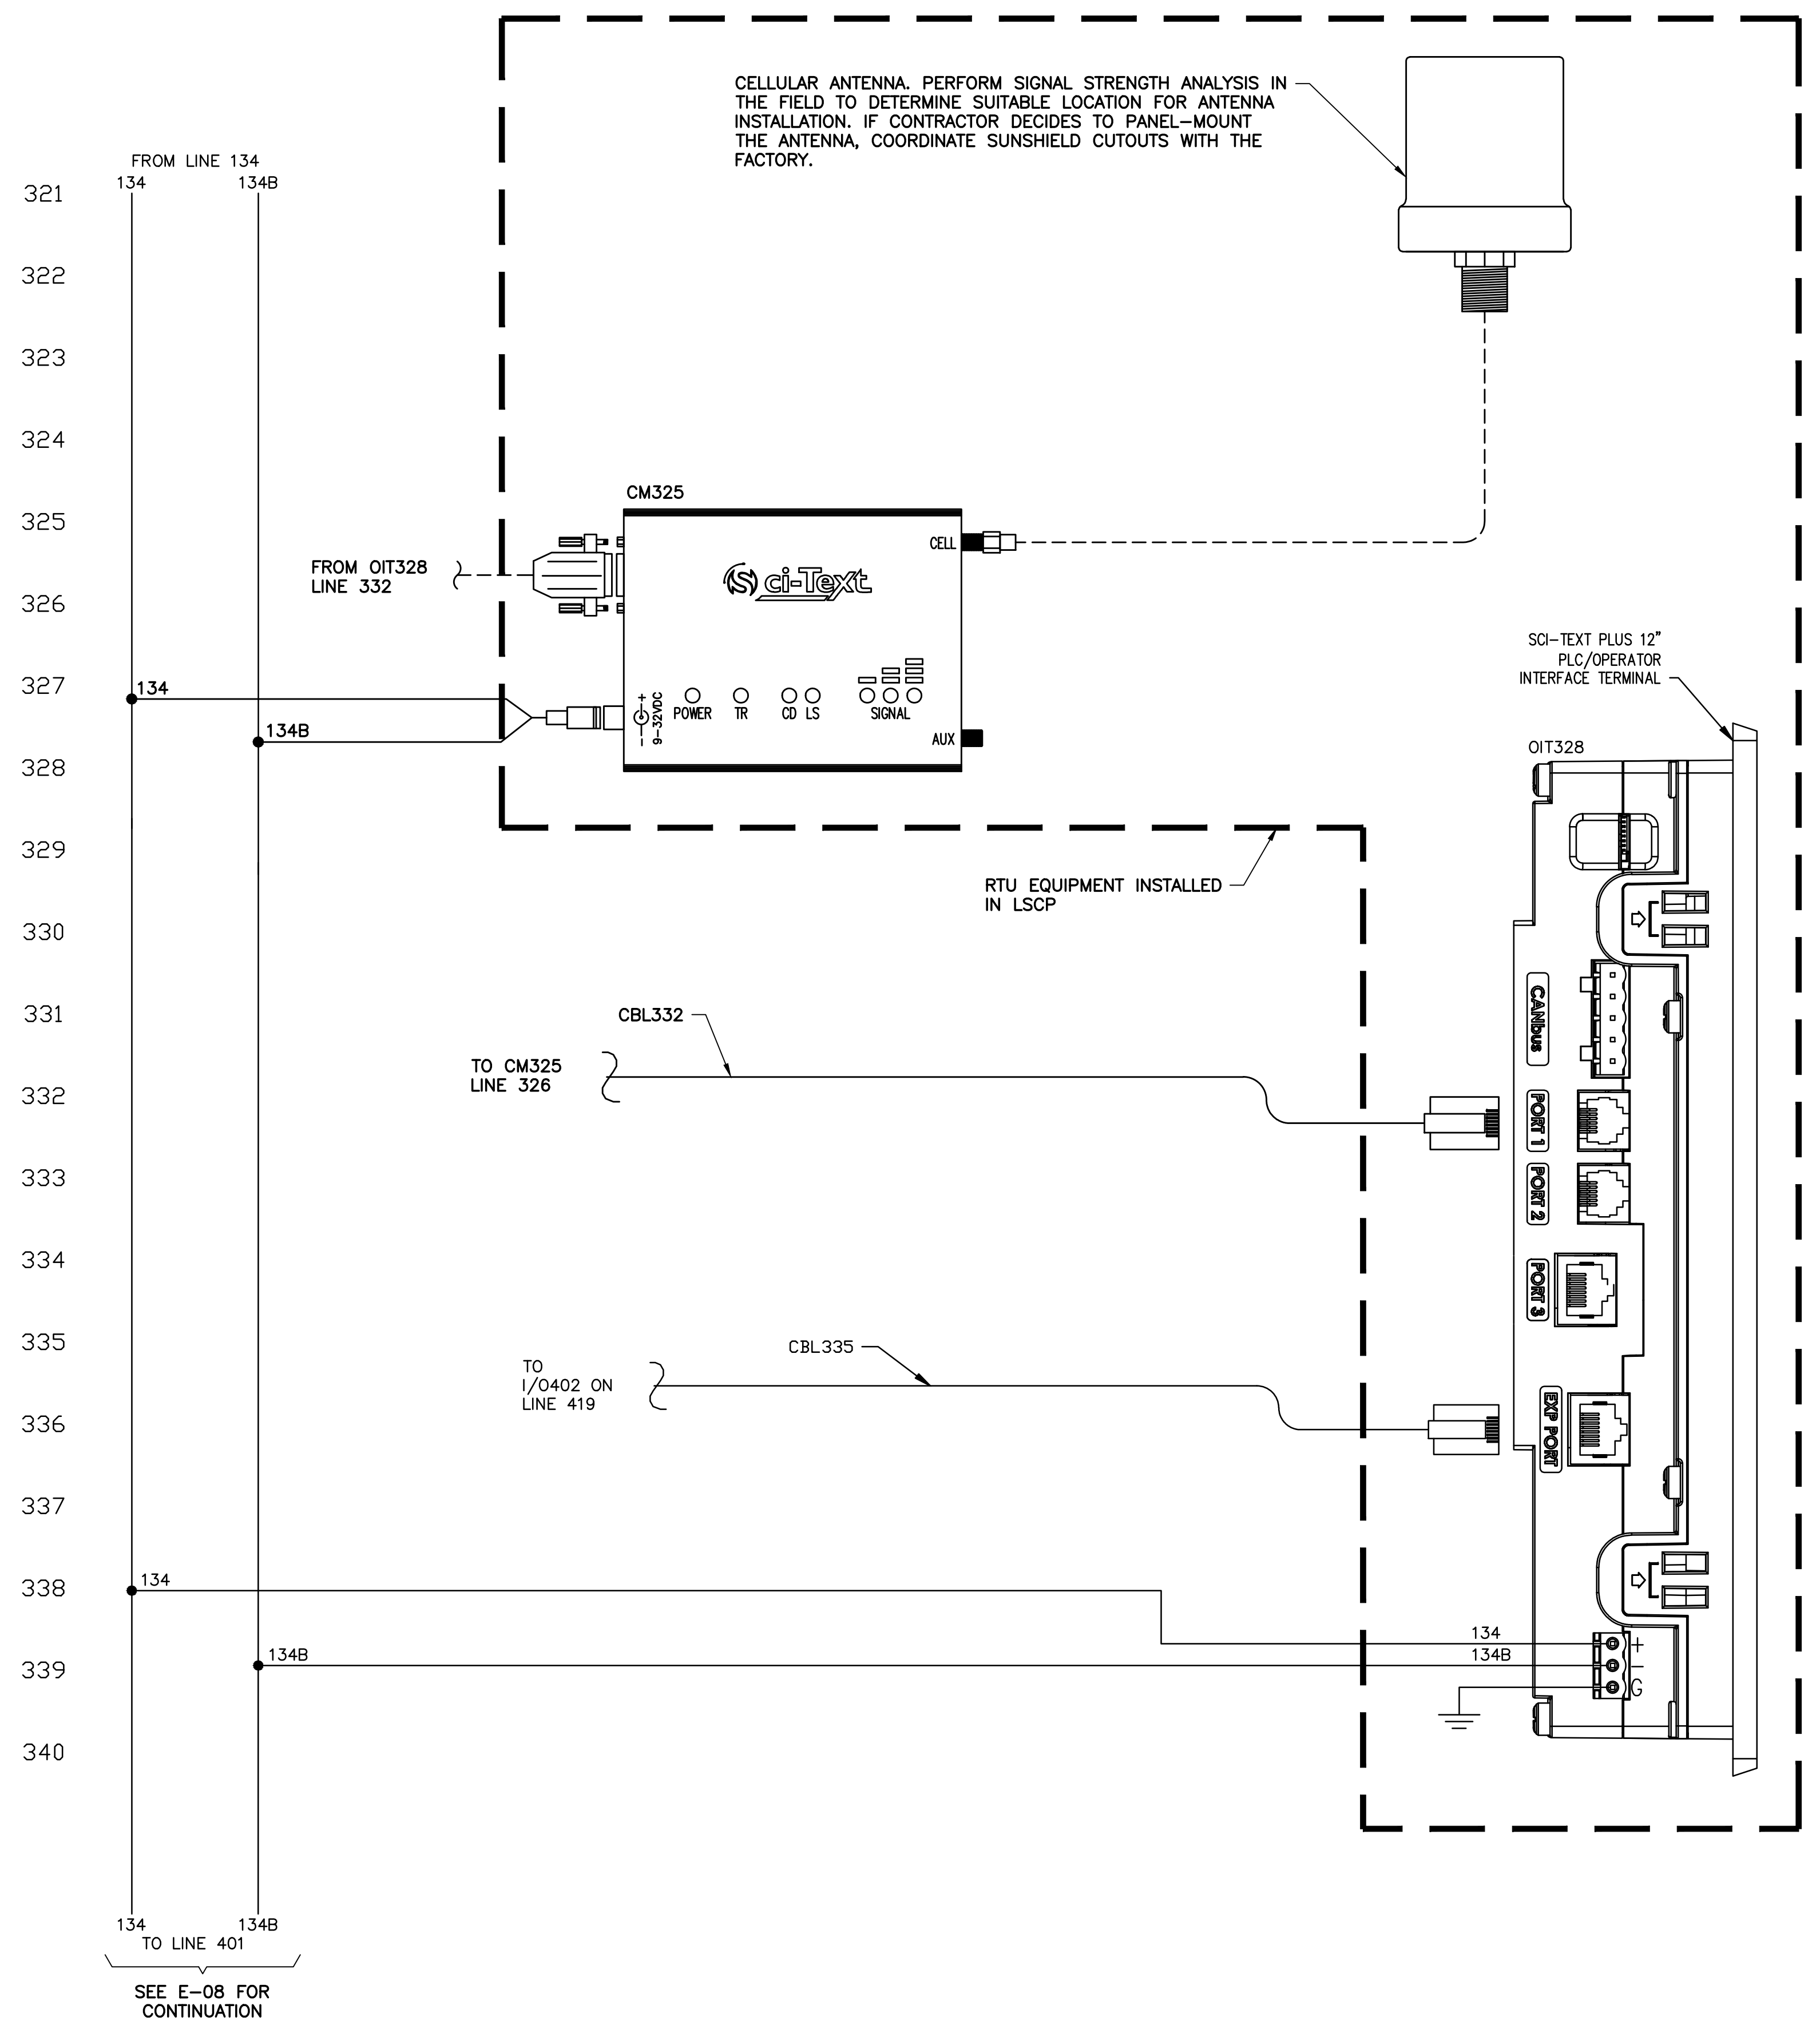 CELLULAR ANTENNA. PERFORM SIGNAL STRENGTH ANALYSIS IN
THE FIELD TO DETERMINE SUITABLE LOCATION FOR ANTENNA
INSTALLATION. IF CONTRACTOR DECIDES TO PANEL-MOUNT
THE ANTENNA, COORDINATE SUNSHIELD CUTOUTS WITH THE
FACTORY.
FROM LINE 134
134 134B
321
322
323
324
CM325
325
CELL
FROM OIT328
LINE 332
Sci-Text
326
SCI-TEXT PLUS 12"
PLC/OPERATOR
INTERFACE TERMINAL
327
134
134B
- +
9-32VDC
POWER TR CD LS SIGNAL
AUX
OIT328
328
329
RTU EQUIPMENT INSTALLED
IN LSCP
330
331
CBL332
CANbus
TO CM325
LINE 326
332
PORT 1
333
PORT 2
334
PORT 3
335
CBL335
TO
I/O402 ON
LINE 419
336
EXP PORT
337
338
134
134 +
339
134B
134B -
G
340
134 134B
TO LINE 401
SEE E-08 FOR
CONTINUATION